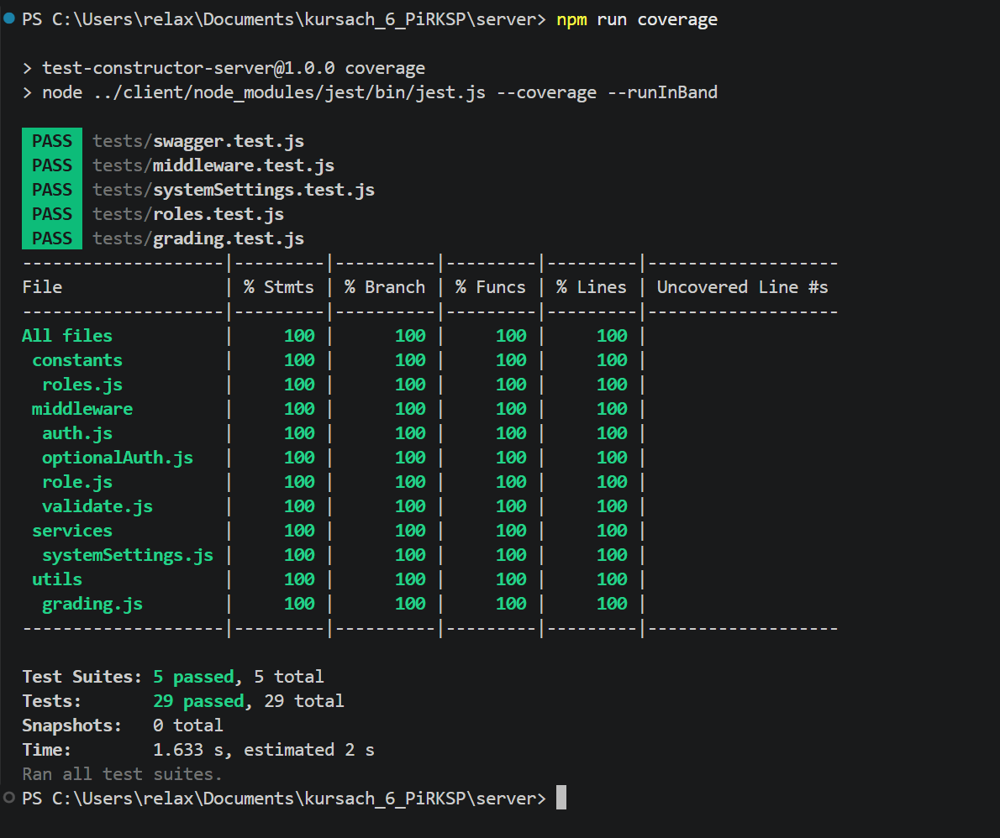 PS C:\Users\relax\Documents\kursach_6_PiRKSP\server> npm run coverage
> test-constructor-server@1.0.0 coverage
> node ../client/node_modules/jest/bin/jest.js --coverage --runInBand
PASS tests/swagger.test.js
PASS tests/middleware.test.js
PASS tests/systemSettings.test.js
PASS tests/roles.test.js
PASS tests/grading.test.js
--------------------|---------|----------|---------|---------|-------------------
File                | % Stmts | % Branch | % Funcs | % Lines | Uncovered Line #s
--------------------|---------|----------|---------|---------|-------------------
All files           |     100 |      100 |     100 |     100 |
 constants          |     100 |      100 |     100 |     100 |
  roles.js          |     100 |      100 |     100 |     100 |
 middleware         |     100 |      100 |     100 |     100 |
  auth.js           |     100 |      100 |     100 |     100 |
  optionalAuth.js   |     100 |      100 |     100 |     100 |
  role.js           |     100 |      100 |     100 |     100 |
  validate.js       |     100 |      100 |     100 |     100 |
 services           |     100 |      100 |     100 |     100 |
  systemSettings.js |     100 |      100 |     100 |     100 |
 utils              |     100 |      100 |     100 |     100 |
  grading.js        |     100 |      100 |     100 |     100 |
--------------------|---------|----------|---------|---------|-------------------
Test Suites: 5 passed, 5 total
Tests:       29 passed, 29 total
Snapshots:   0 total
Time:        1.633 s, estimated 2 s
Ran all test suites.
PS C:\Users\relax\Documents\kursach_6_PiRKSP\server>